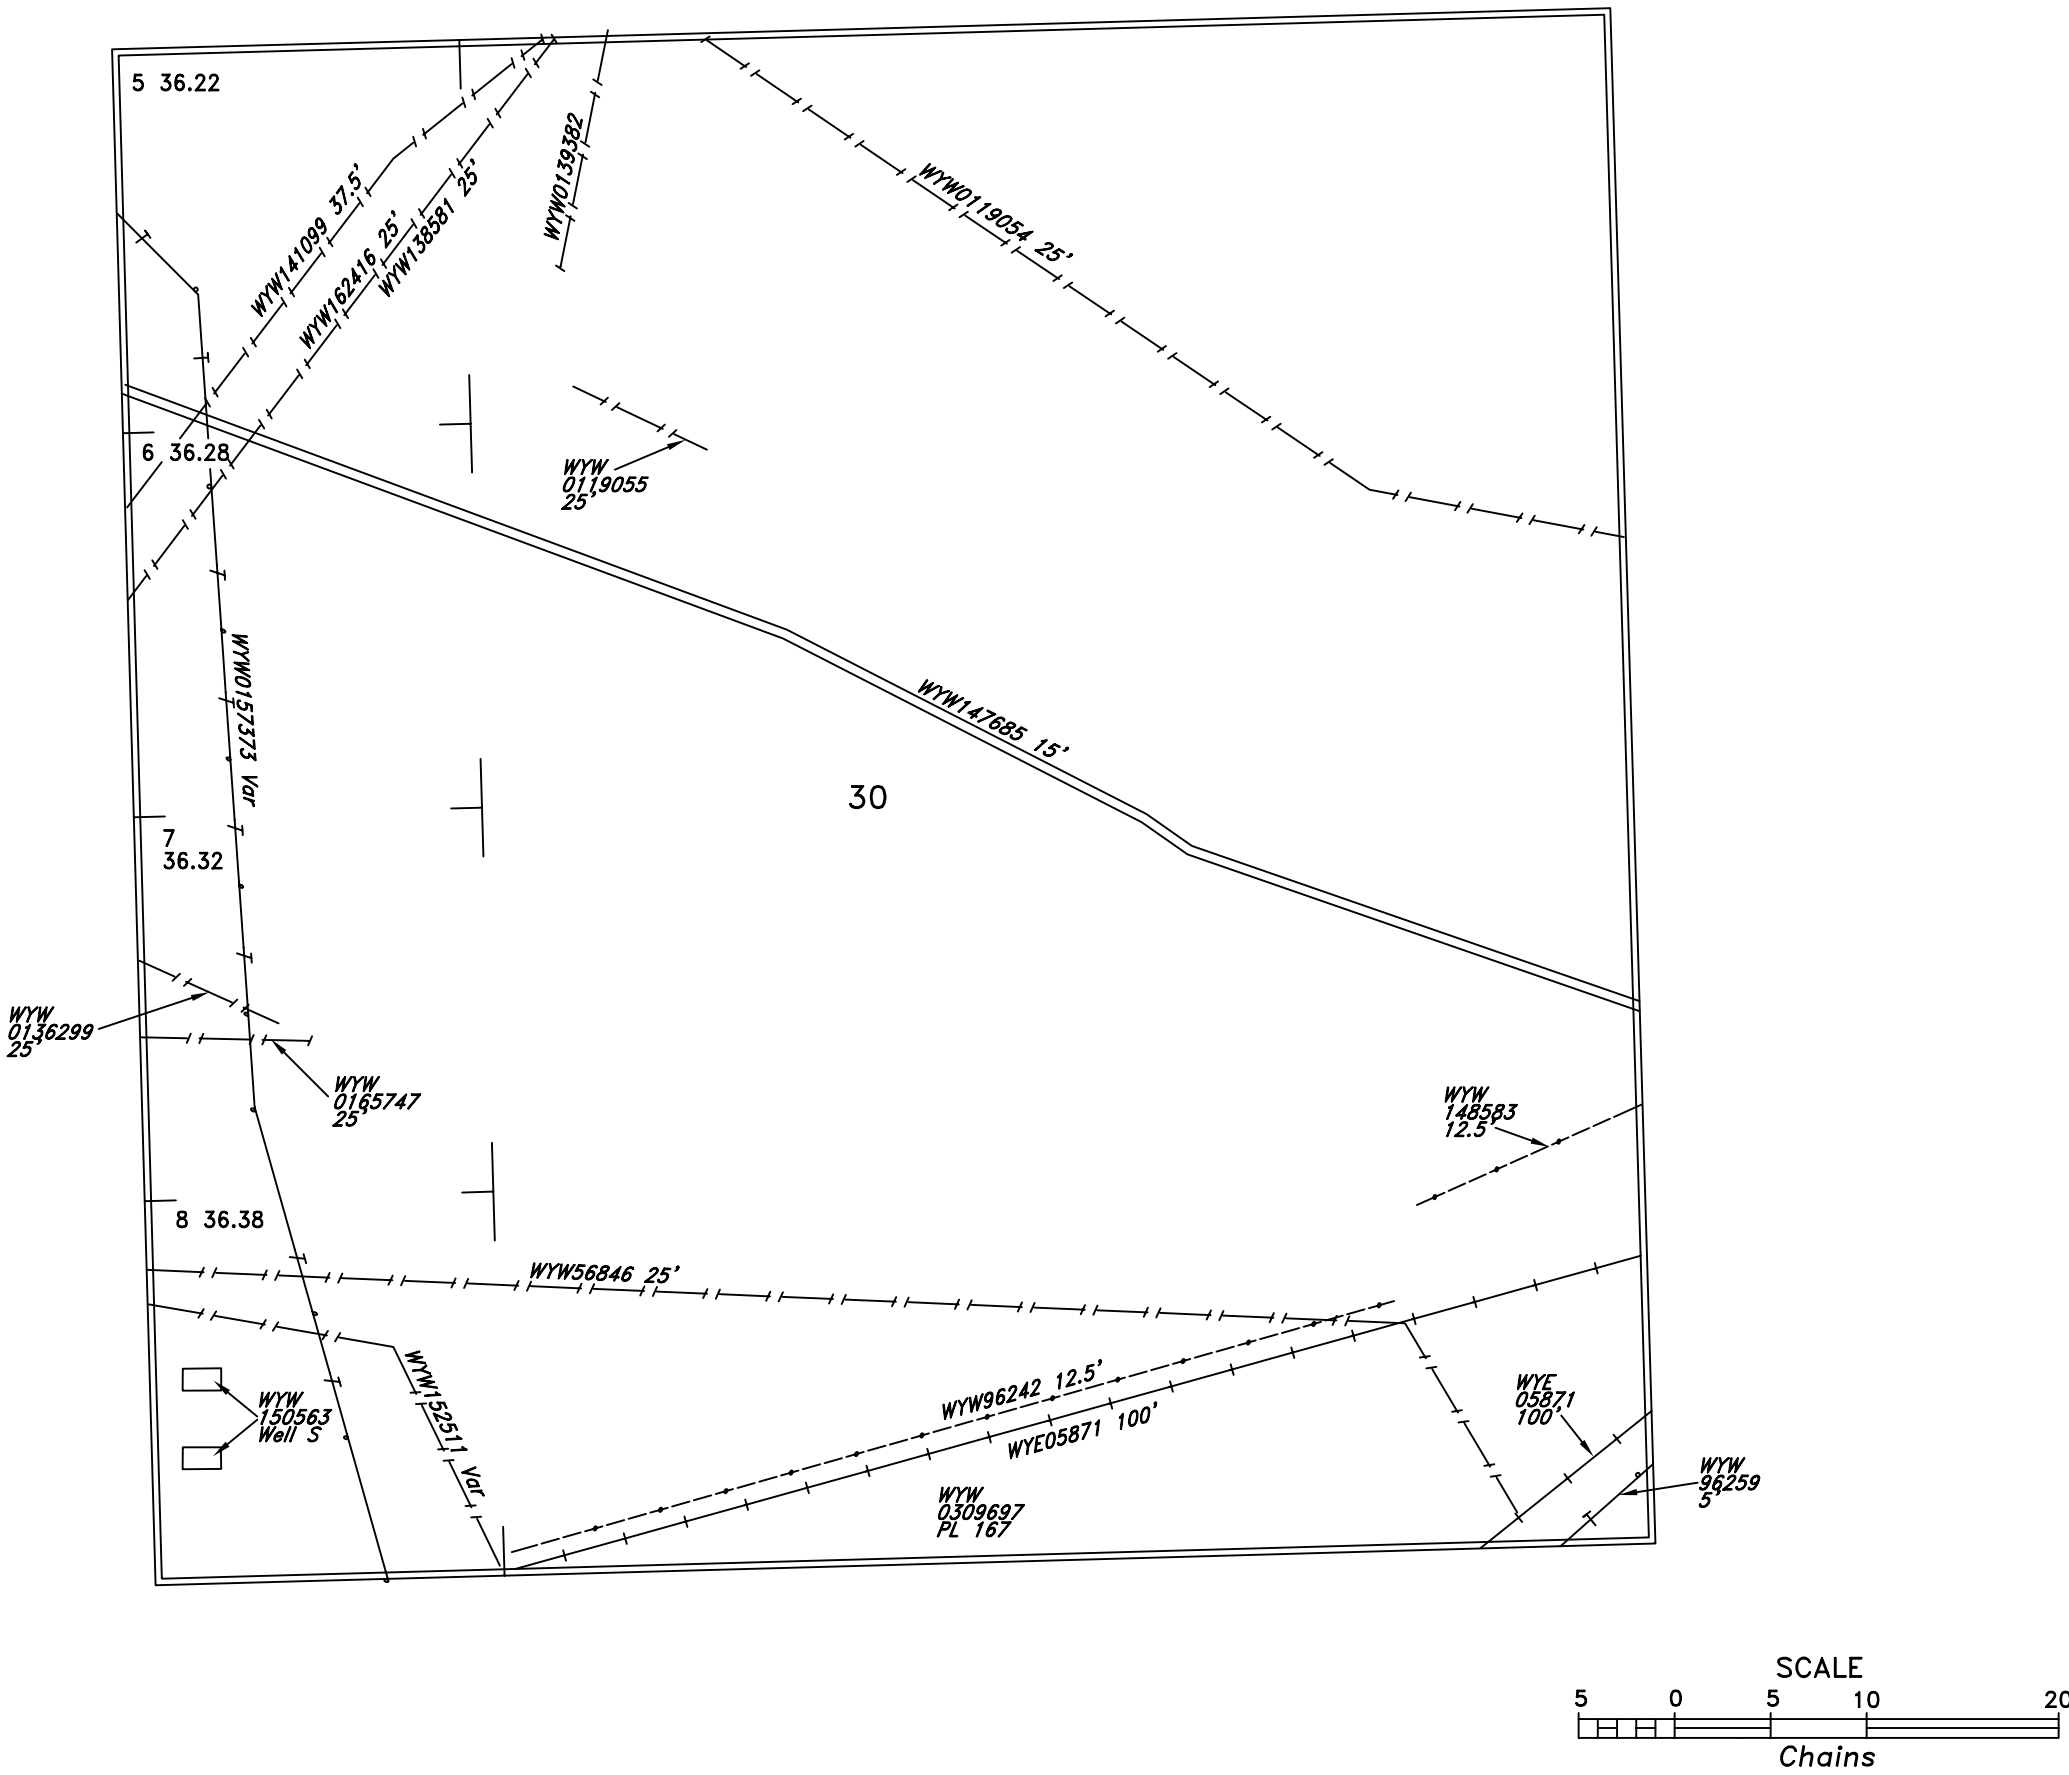 5 36.22
WYW141099 37.5'
WYW162416 25'
WYW138581 25'
WYW0139382
WYW0119054 25'
6 36.28
WYW
0119055
25'
WYW0157373 Var
WYW147685 15'
30
7
36.32
WYW
0136299
25'
WYW
0165747
25'
WYW
148583
12.5'
8 36.38
WYW56846 25'
WYW152511 Var
WYW
150563
Well S
WYW96242 12.5'
WYE05871 100'
WYE
05871
100'
WYW
96259
5'
WYW
0309697
PL 167
SCALE
5 0 5 10 20
Chains